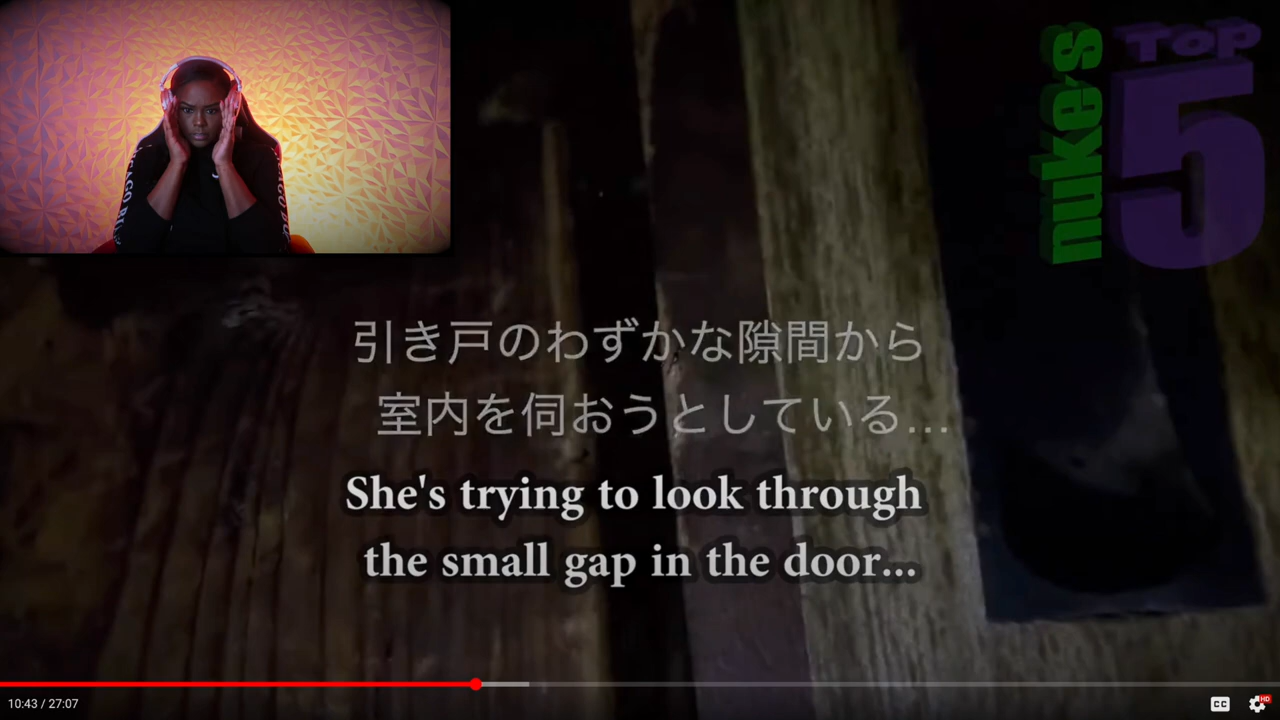 nuke's
Top
5
引き戸のわずかな隙間から
室内を伺おうとしている...
She's trying to look through
the small gap in the door...
10:43 / 27:07
CC
HD